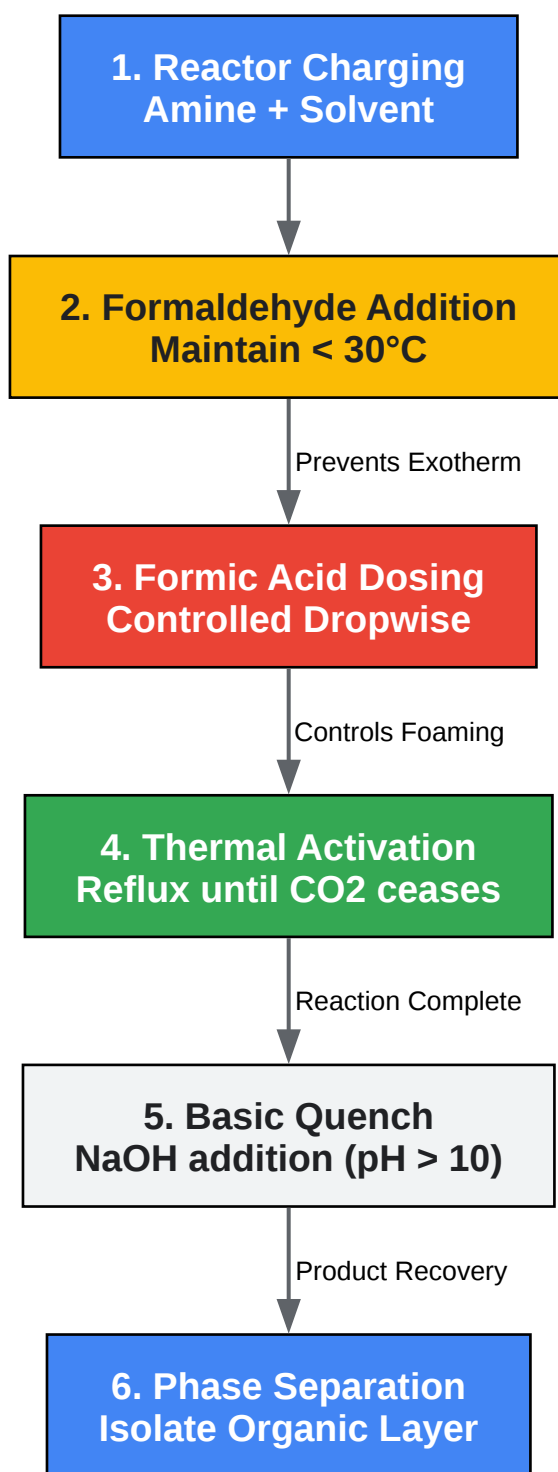 1. Reactor Charging
Amine + Solvent
2. Formaldehyde Addition
Maintain < 30°C
Prevents Exotherm
3. Formic Acid Dosing
Controlled Dropwise
Controls Foaming
4. Thermal Activation
Reflux until CO2 ceases
Reaction Complete
5. Basic Quench
NaOH addition (pH > 10)
Product Recovery
6. Phase Separation
Isolate Organic Layer